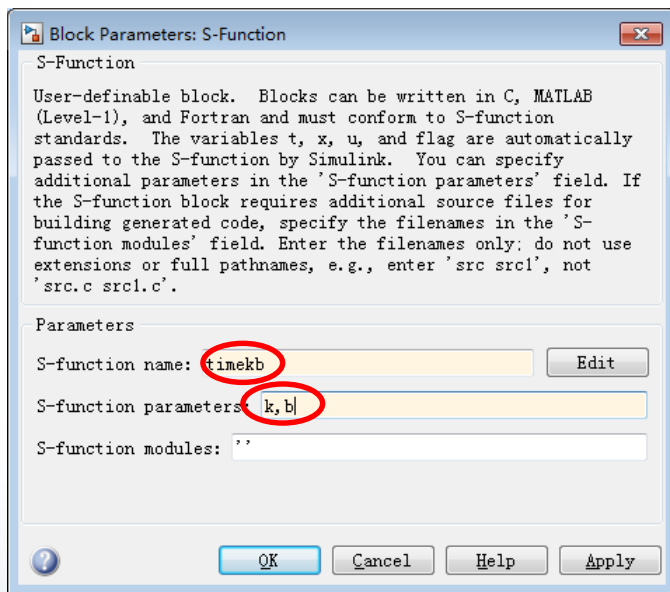 Block Parameters: S-Function
S-Function
User-definable block.  Blocks can be written in C, MATLAB
(Level-1), and Fortran and must conform to S-function
standards.  The variables t, x, u, and flag are automatically
passed to the S-function by Simulink.  You can specify
additional parameters in the 'S-function parameters' field. If
the S-function block requires additional source files for
building generated code, specify the filenames in the 'S-
function modules' field. Enter the filenames only; do not use
extensions or full pathnames, e.g., enter 'src src1', not
'src.c src1.c'.
Parameters
S-function name: timekb Edit
S-function parameters: k,b
S-function modules: ''
OK Cancel Help Apply